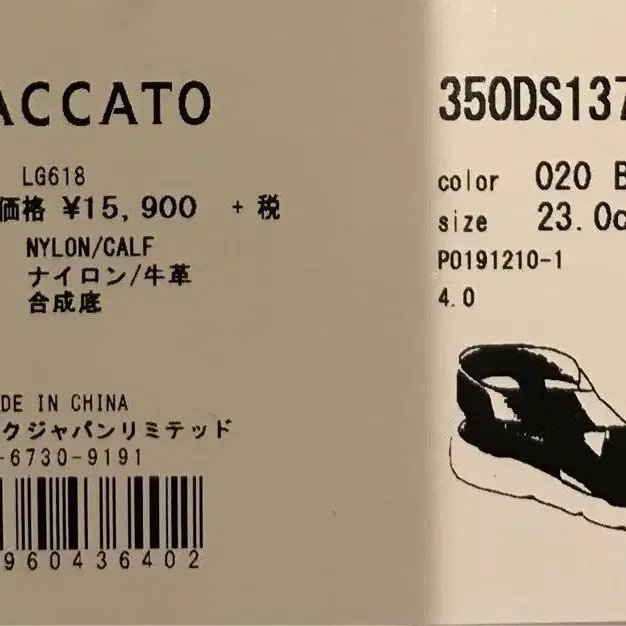 ACCATO
LG618
価格 ¥15,900 + 税
NYLON/CALF
ナイロン/牛革
合成底
DE IN CHINA
クジャパンリミテッド
-6730-9191
960436402
350DS137
color 020 B
size 23.0c
P0191210-1
4.0